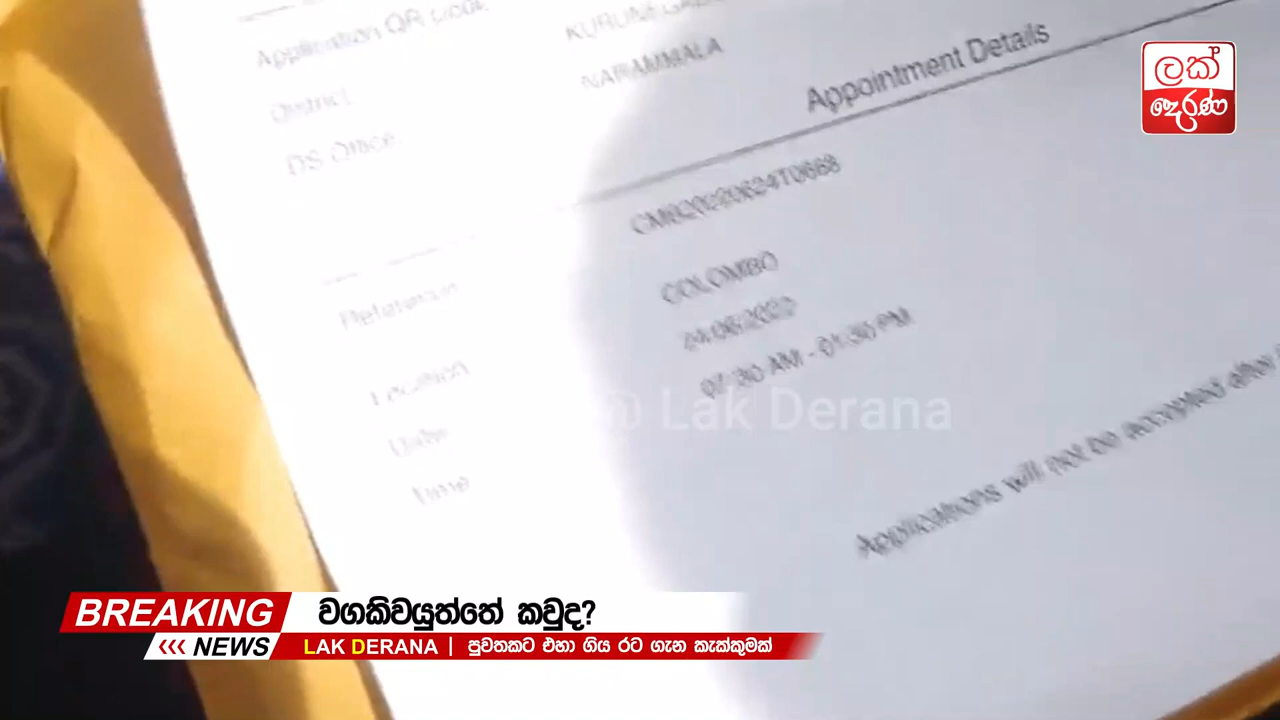 Application QR Code
KURUNEGALA
District
NARAMMALA
DS Office
Appointment Details
Reference
Location
COLOMBO
Date
24/06/2022
Time
07:30 AM - 01:30 PM
Applications will not be accepted after
ලක්
දෙරණ
@ Lak Derana
BREAKING
වගකිවයුත්තේ කවුද?
<<< NEWS
LAK DERANA | පුවතකට එහා ගිය රට ගැන කැක්කුමක්